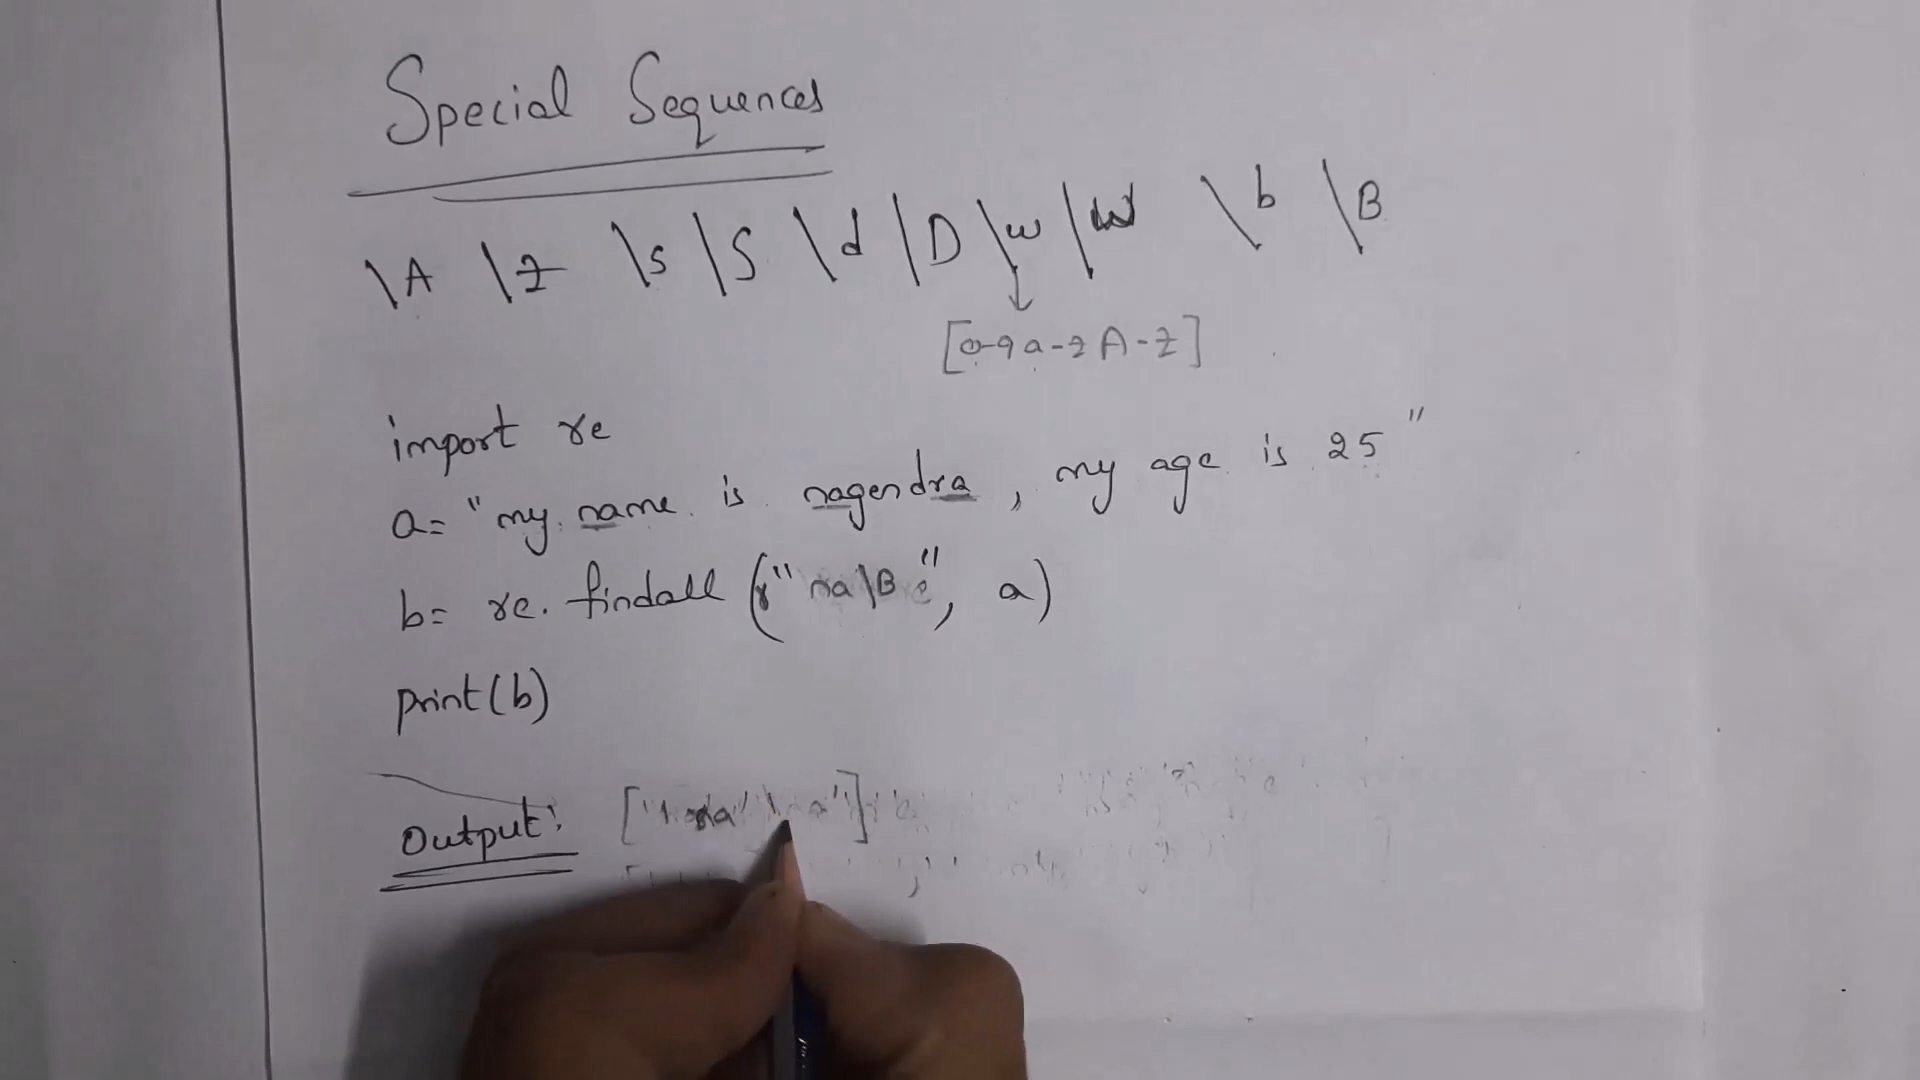 Special Sequences
\A \z \s \S \d \D \w \W \b \B
[0-9a-zA-Z]
import re
a= "my name is nagendra, my age is 25"
b= re.findall(r"na\B", a)
print(b)
Output: